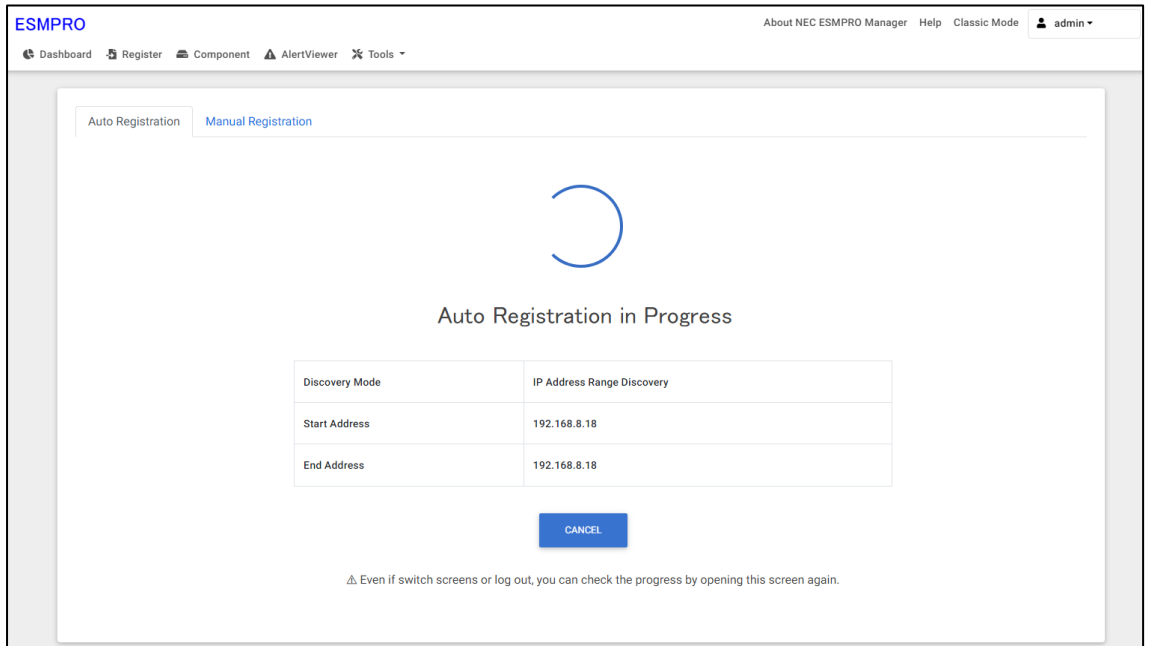 ESMPRO
About NEC ESMPRO Manager Help Classic Mode admin
Dashboard Register Component AlertViewer Tools
Auto Registration Manual Registration
Auto Registration in Progress
Discovery Mode IP Address Range Discovery
Start Address 192.168.8.18
End Address 192.168.8.18
CANCEL
⚠ Even if switch screens or log out, you can check the progress by opening this screen again.